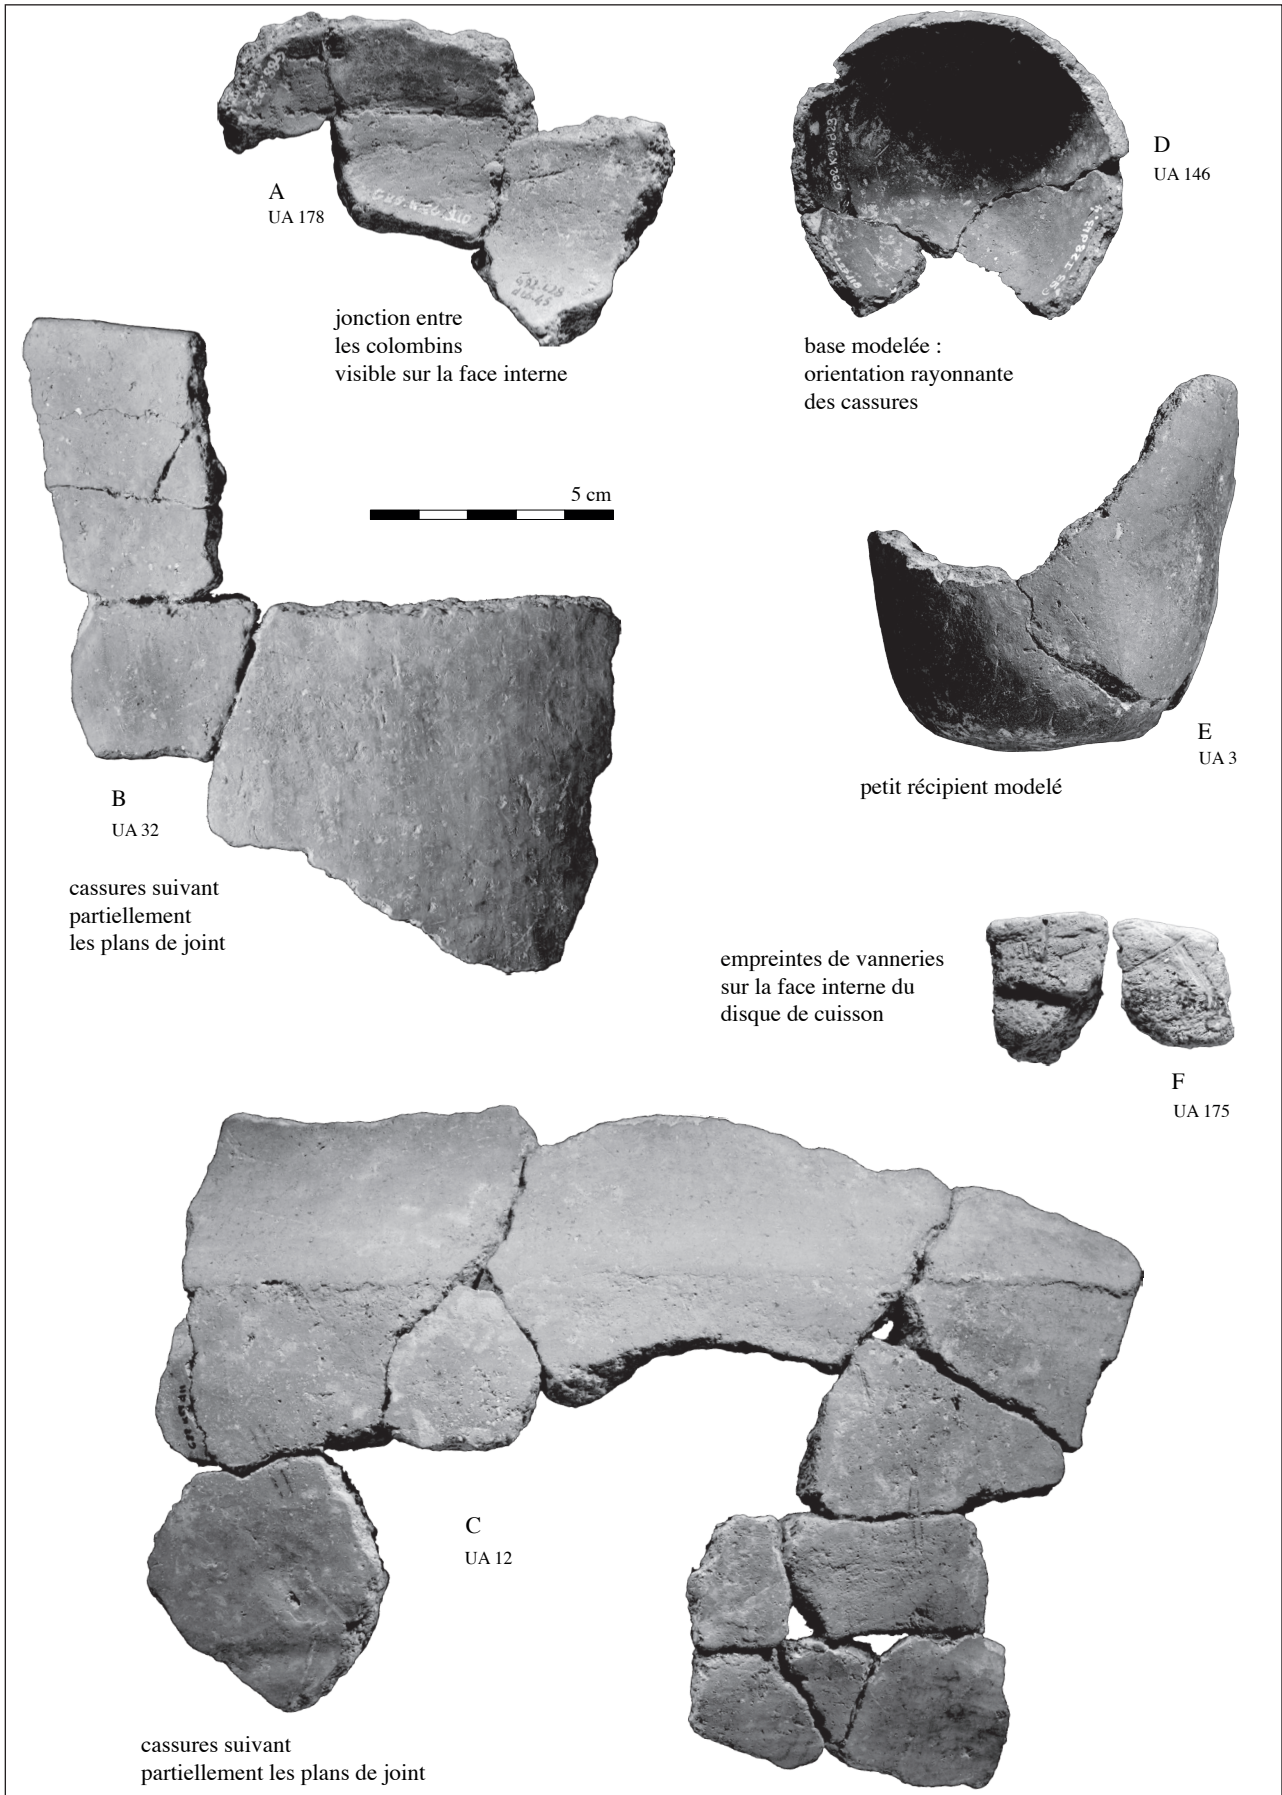 A
UA 178
jonction entre
les colombins
visible sur la face interne
D
UA 146
base modelée :
orientation rayonnante
des cassures
5 cm
B
UA 32
cassures suivant
partiellement
les plans de joint
E
UA 3
petit récipient modelé
empreintes de vanneries
sur la face interne du
disque de cuisson
F
UA 175
C
UA 12
cassures suivant
partiellement les plans de joint